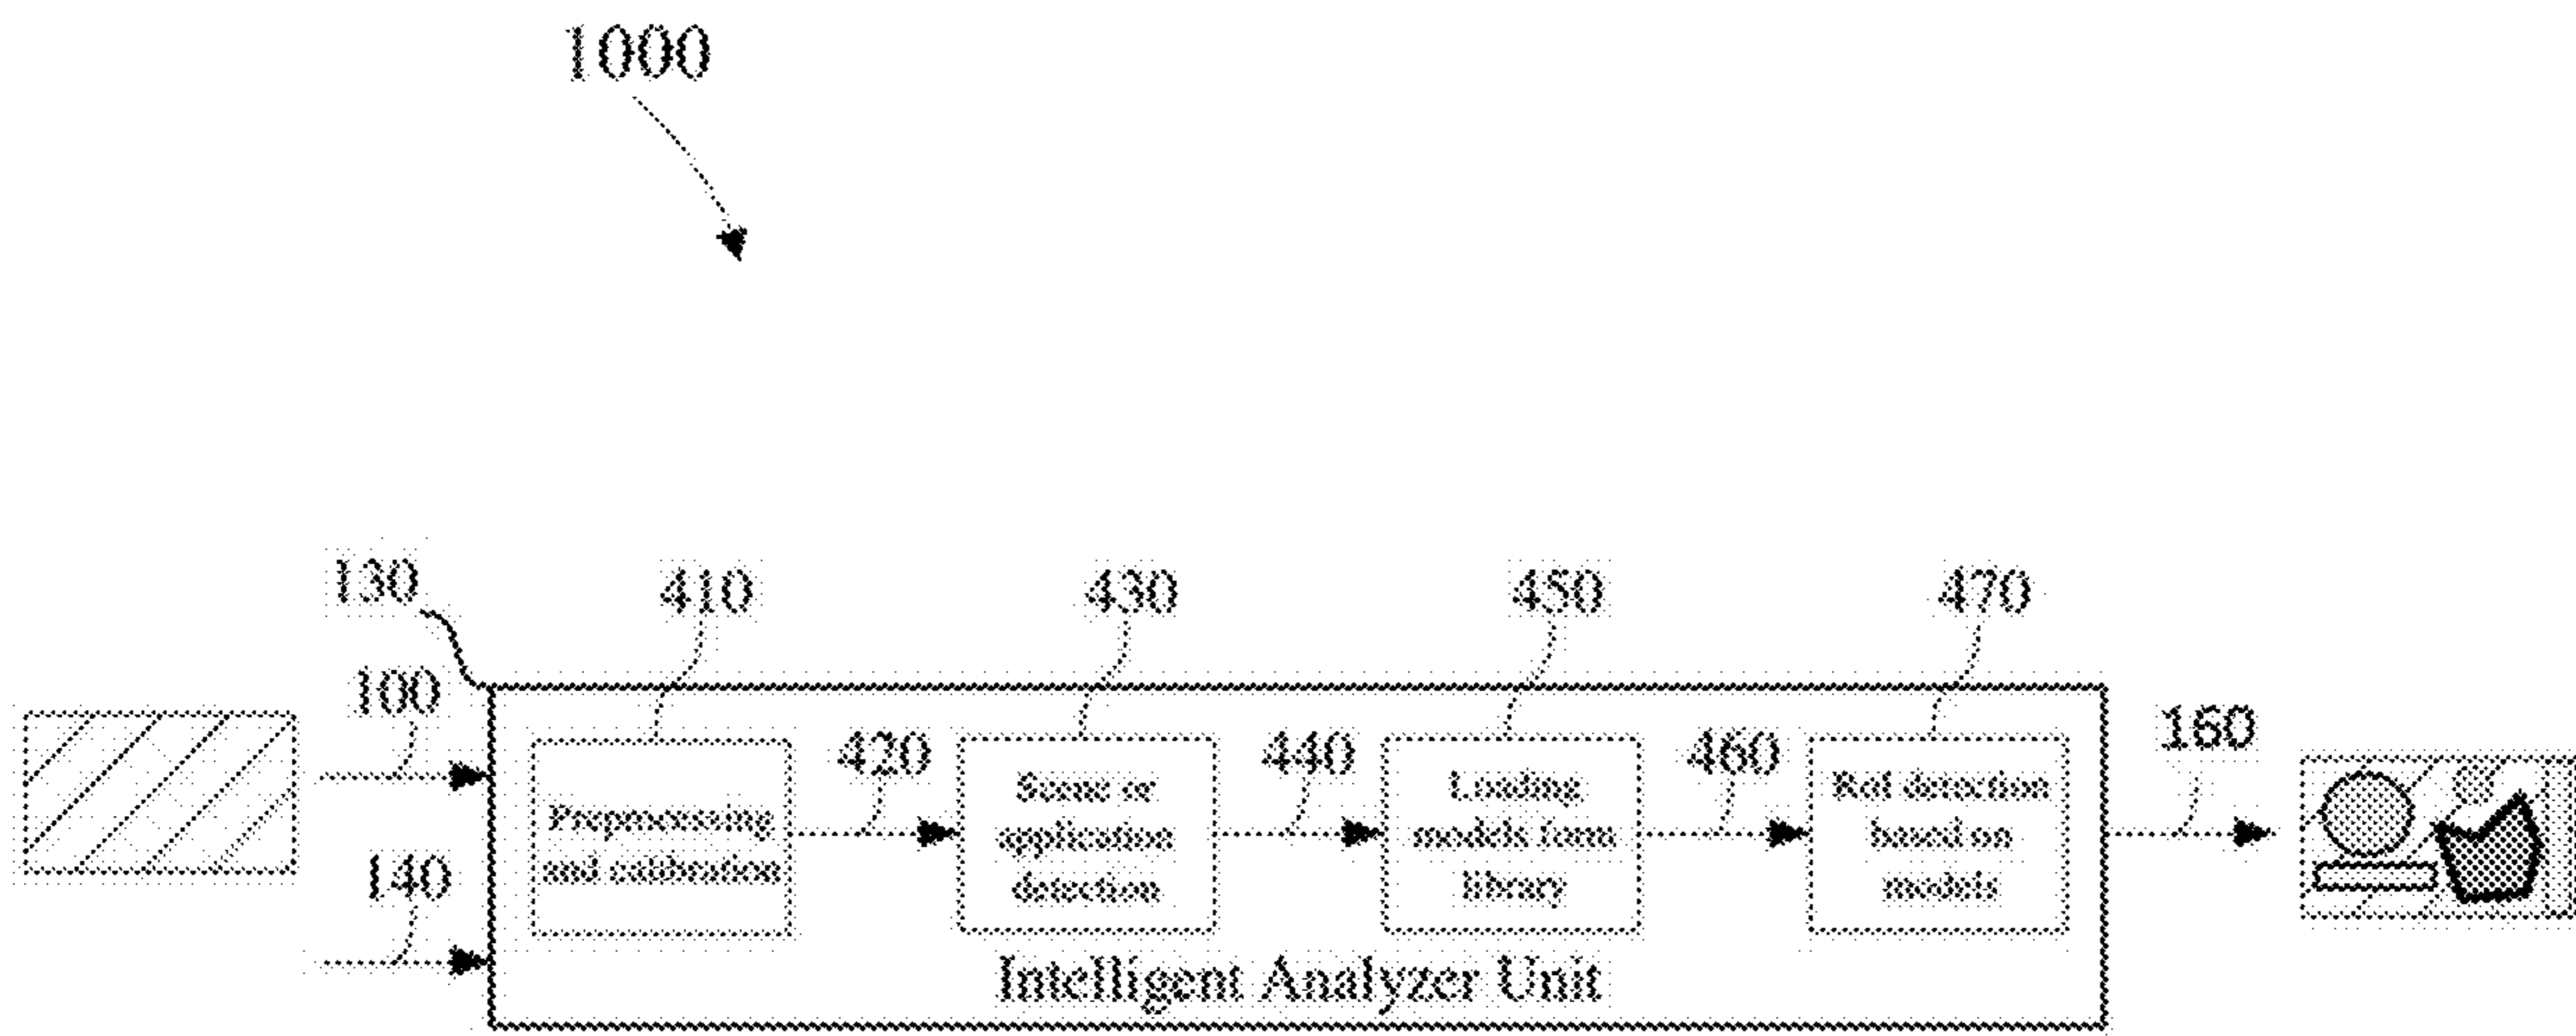 1000
130
410
430
450
470
100
160
420
440
460
Preprocessing
and calibration
Scene or
application
detection
Loading
models form
library
RoI detection
based on
models
140
Intelligent Analyzer Unit